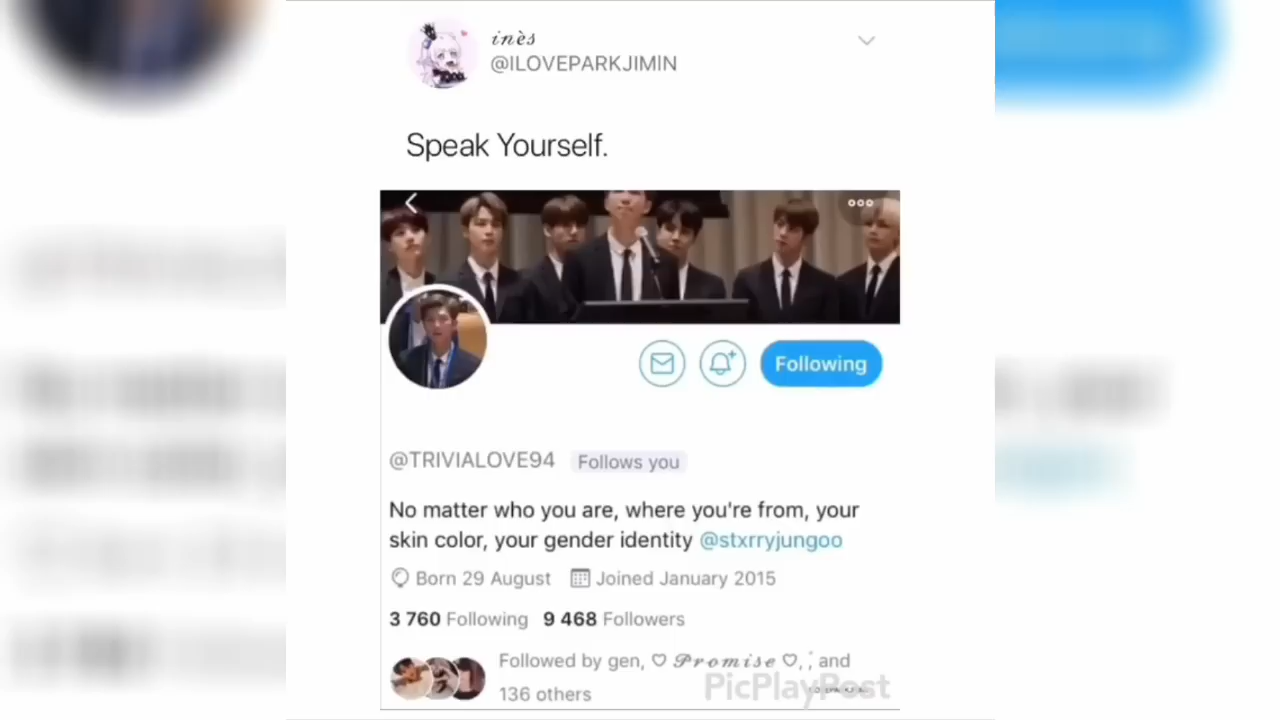 inès
@ILOVEPARKJIMIN
Speak Yourself.
Following
@TRIVIALOVE94 Follows you
No matter who you are, where you're from, your
skin color, your gender identity @stxrryjungoo
Born 29 August Joined January 2015
3 760 Following 9 468 Followers
Followed by gen, ♡ 𝒫𝓇ℴ𝓂𝒾𝓈ℯ ♡, ; and
136 others
PicPlayPost